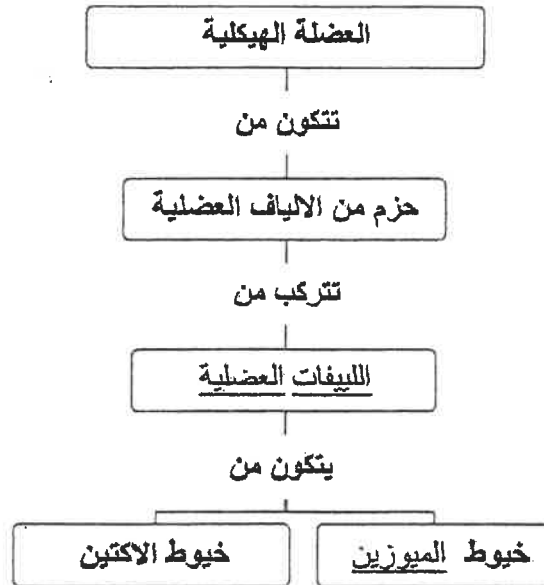 العضلة الهيكلية
تتكون من
حزم من الالياف العضلية
تتركب من
اللييفات العضلية
يتكون من
خيوط الميوزين
خيوط الاكتين